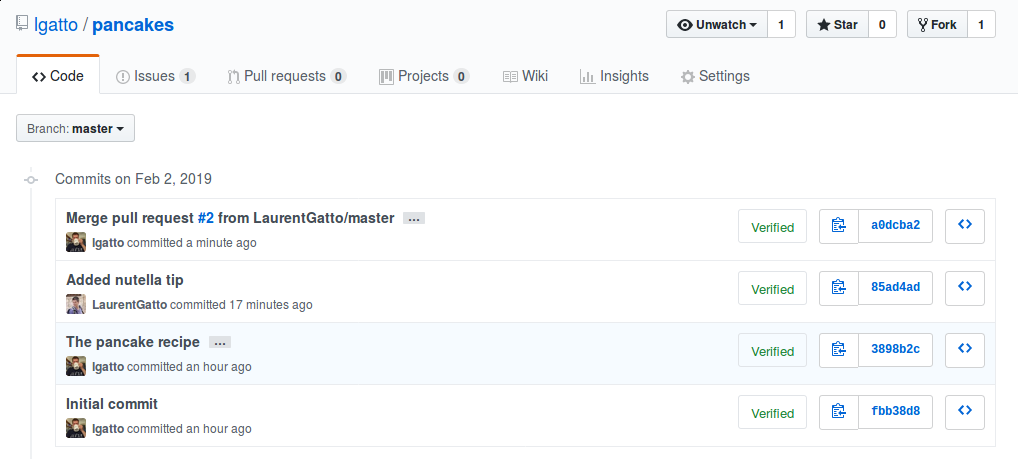 lgatto / pancakes
Unwatch 1 Star 0 Fork 1
Code Issues 1 Pull requests 0 Projects 0 Wiki Insights Settings
Branch: master
Commits on Feb 2, 2019
Merge pull request #2 from LaurentGatto/master …
lgatto committed a minute ago
Verified a0dcba2
Added nutella tip
LaurentGatto committed 17 minutes ago
Verified 85ad4ad
The pancake recipe …
lgatto committed an hour ago
Verified 3898b2c
Initial commit
lgatto committed an hour ago
Verified fbb38d8